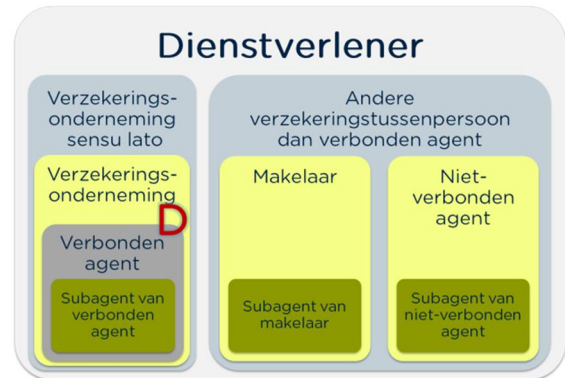 Dienstverlener
Verzekerings-
onderneming
sensu lato
Verzekerings-
onderneming
D
Verbonden
agent
Subagent van
verbonden
agent
Andere
verzekeringstussenpersoon
dan verbonden agent
Makelaar
Subagent van
makelaar
Niet-
verbonden
agent
Subagent van
niet-verbonden
agent